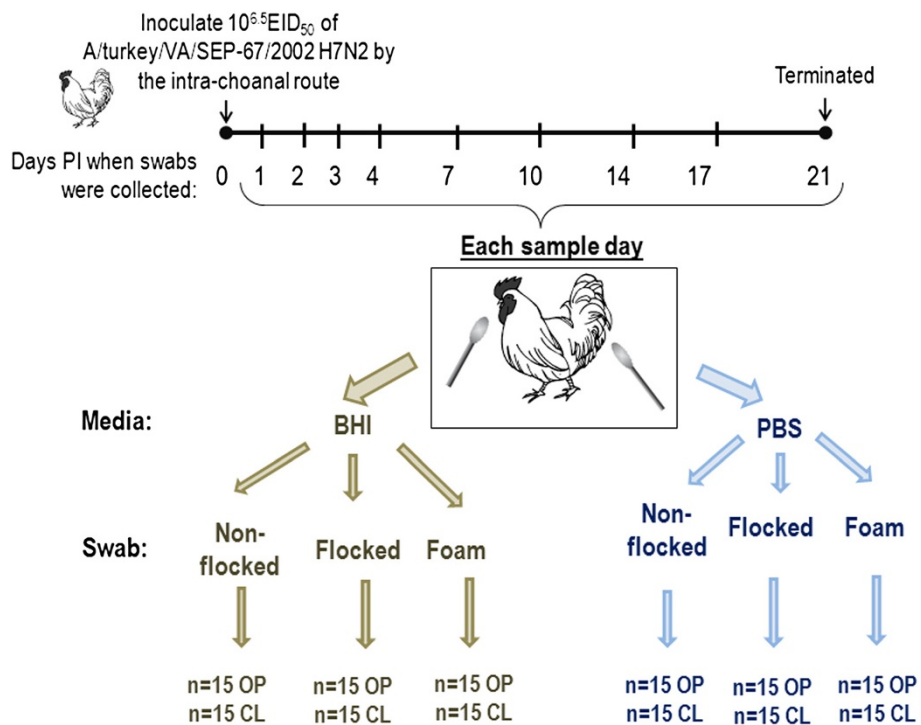 Inoculate 10^6.5EID_50 of
A/turkey/VA/SEP-67/2002 H7N2 by
the intra-choanal route
Terminated
Days PI when swabs
were collected:
0 1 2 3 4 7 10 14 17 21
Each sample day
Media:
BHI
PBS
Swab:
Non-
flocked
Flocked
Foam
Non-
flocked
Flocked
Foam
n=15 OP
n=15 CL
n=15 OP
n=15 CL
n=15 OP
n=15 CL
n=15 OP
n=15 CL
n=15 OP
n=15 CL
n=15 OP
n=15 CL